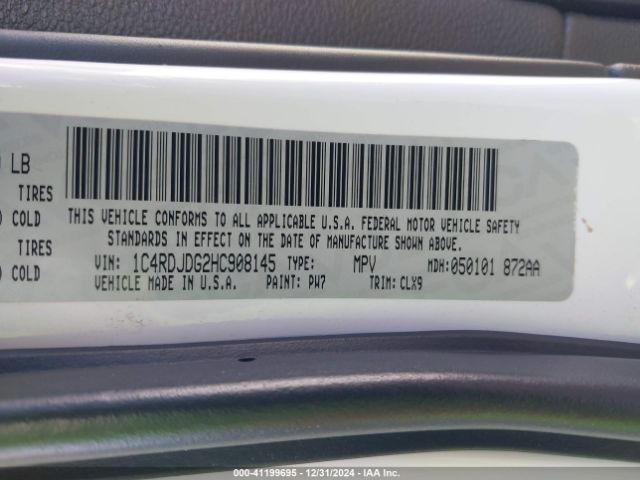 LB
TIRES
COLD
TIRES
COLD
THIS VEHICLE CONFORMS TO ALL APPLICABLE U.S.A. FEDERAL MOTOR VEHICLE SAFETY
STANDARDS IN EFFECT ON THE DATE OF MANUFACTURE SHOWN ABOVE.
VIN: 1C4RDJDG2HC908145 TYPE: MPV MDH:050101 872AA
VEHICLE MADE IN U.S.A. PAINT: PW7 TRIM: CLX9
000-41199695 - 12/31/2024 - IAA Inc.